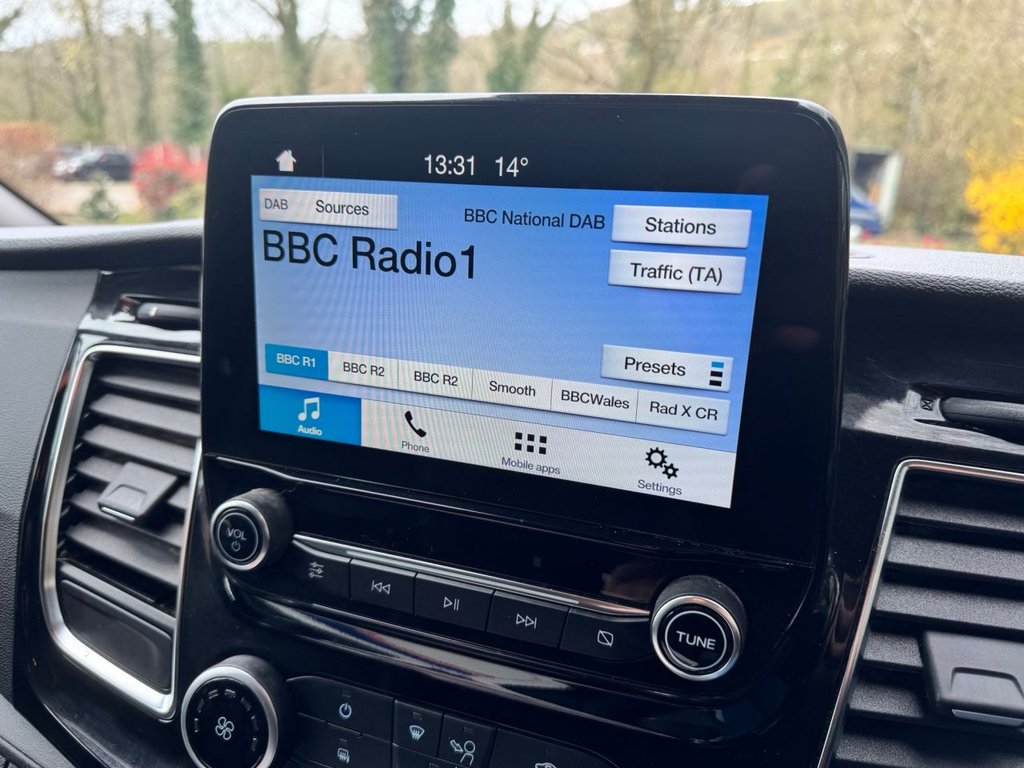 13:31 14°
DAB Sources
BBC National DAB
Stations
BBC Radio1
Traffic (TA)
Presets
BBC R1 BBC R2 BBC R2 Smooth BBCWales Rad X CR
Audio Phone Mobile apps Settings
VOL
TUNE